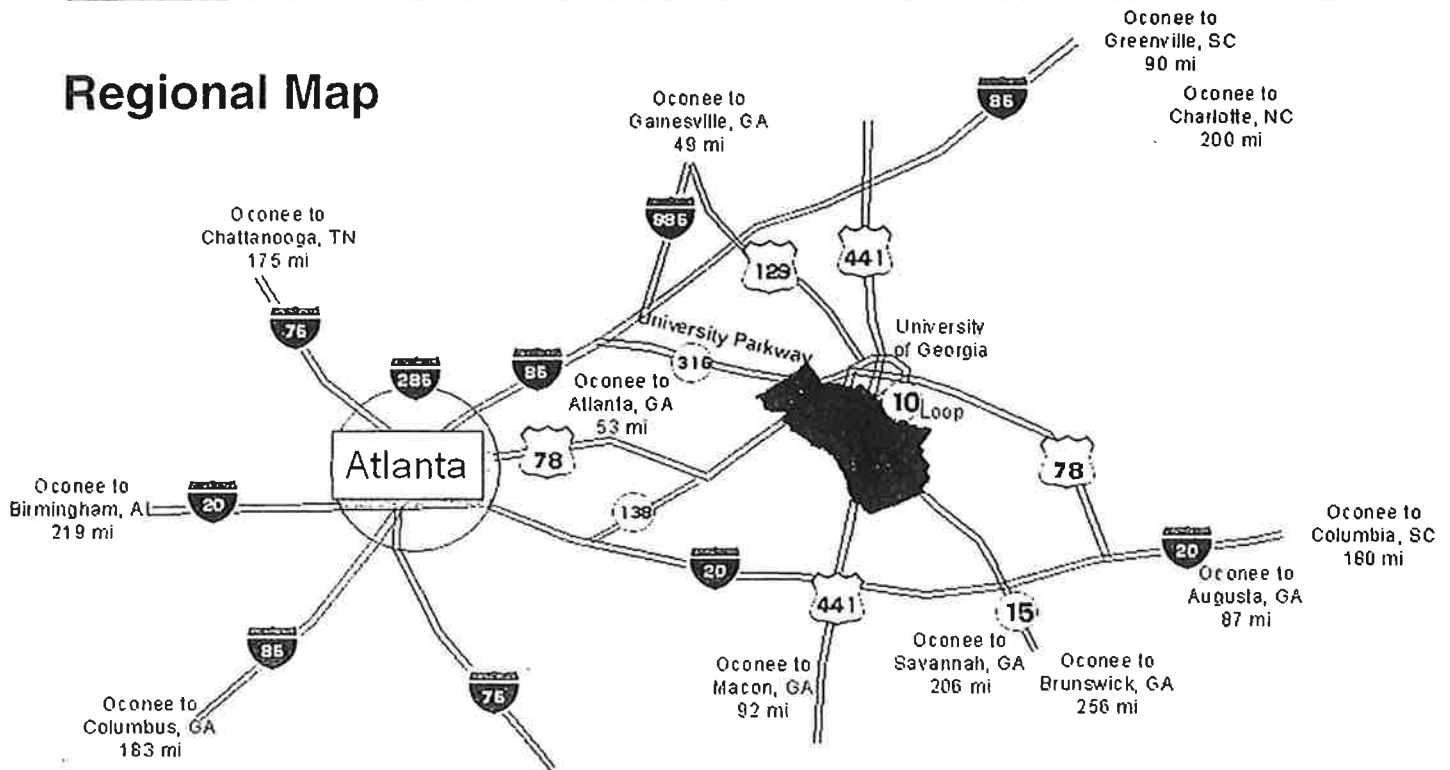 Regional Map
Oconee to
Greenville, SC
90 mi
85
Oconee to
Charlotte, NC
200 mi
Oconee to
Gainesville, GA
49 mi
985
Oconee to
Chattanooga, TN
175 mi
129
441
75
University Parkway
316
University
of Georgia
285
85
Oconee to
Atlanta, GA
53 mi
10
Loop
Atlanta
78
78
Oconee to
Birmingham, AL
219 mi
20
138
Oconee to
Columbia, SC
160 mi
20
20
Oconee to
Augusta, GA
87 mi
441
15
85
Oconee to
Savannah, GA
206 mi
Oconee to
Brunswick, GA
256 mi
Oconee to
Macon, GA
92 mi
75
Oconee to
Columbus, GA
183 mi